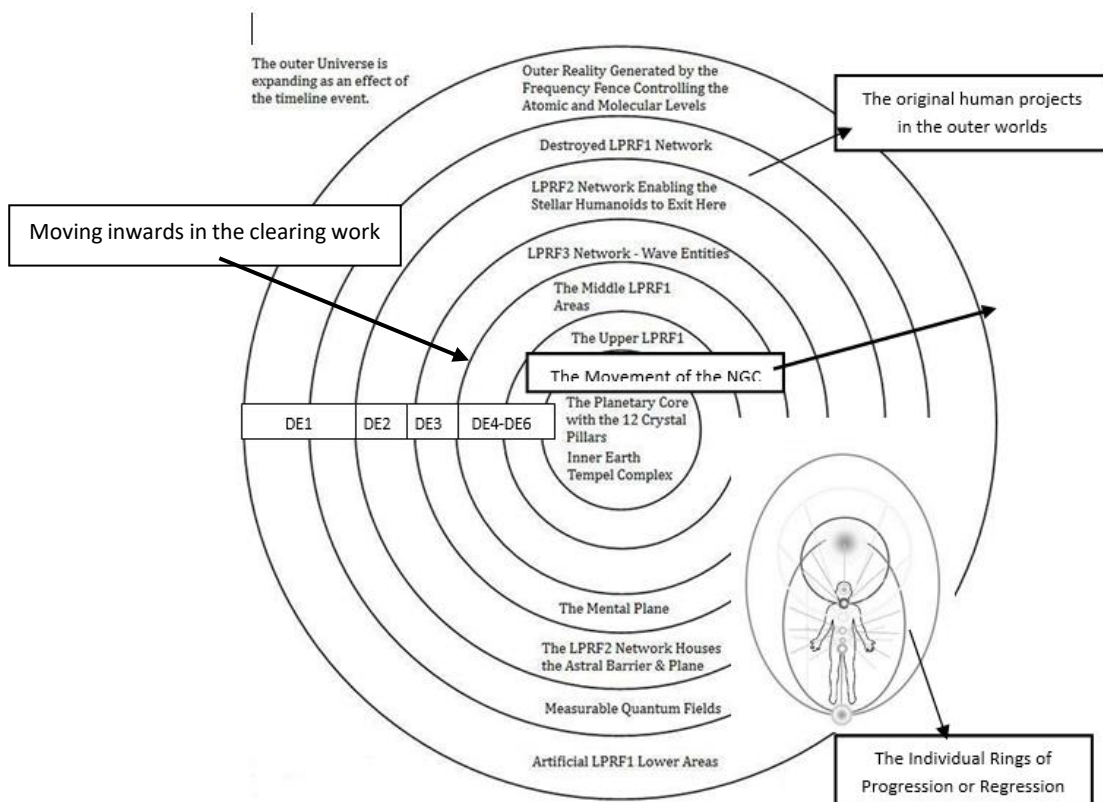 The outer Universe is
expanding as an effect of
the timeline event.
Outer Reality Generated by the
Frequency Fence Controlling the
Atomic and Molecular Levels
The original human projects
in the outer worlds
Destroyed LPRF1 Network
LPRF2 Network Enabling the
Stellar Humanoids to Exit Here
Moving inwards in the clearing work
LPRF3 Network - Wave Entities
The Middle LPRF1
Areas
The Upper LPRF1
The Movement of the NGC
The Planetary Core
with the 12 Crystal
Pillars
Inner Earth
Tempel Complex
DE1
DE2
DE3
DE4-DE6
The Mental Plane
The LPRF2 Network Houses
the Astral Barrier & Plane
Measurable Quantum Fields
Artificial LPRF1 Lower Areas
The Individual Rings of
Progression or Regression